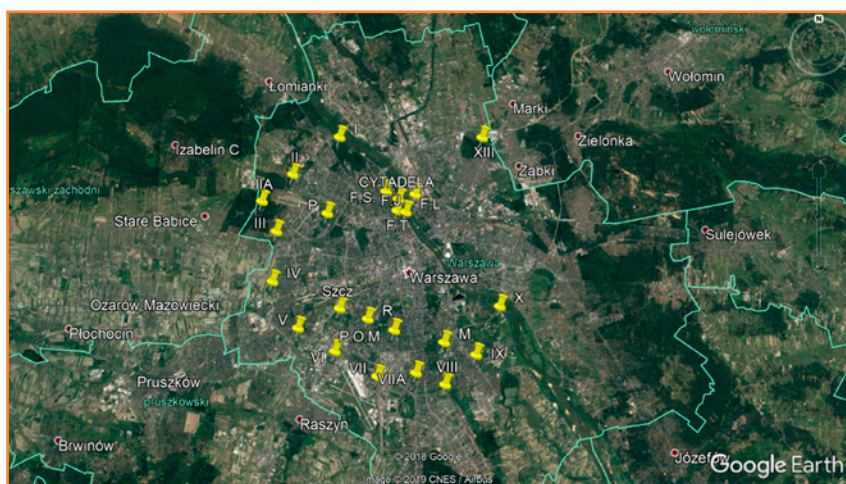 N
wołomiński
Łomianki
Wołomin
Marki
I
XIII
Zielonka
Izabelin C
II
Ząbki
CYTADELA
szawski zachodni
IIA
P.
F.S.
F.J.
F.L.
Stare Babice
III
F.T
Sulejówek
Warszawa
Warszawa
IV
Ożarów Mazowiecki
Szcz
X
Płochocin
V
R
P.O.M.
M
VI
IX
VII
VIIA
VIII
Pruszków
pruszkowski
Raszyn
Brwinów
Józefów
© 2018 Google
Image © 2019 CNES / Airbus
Google Earth